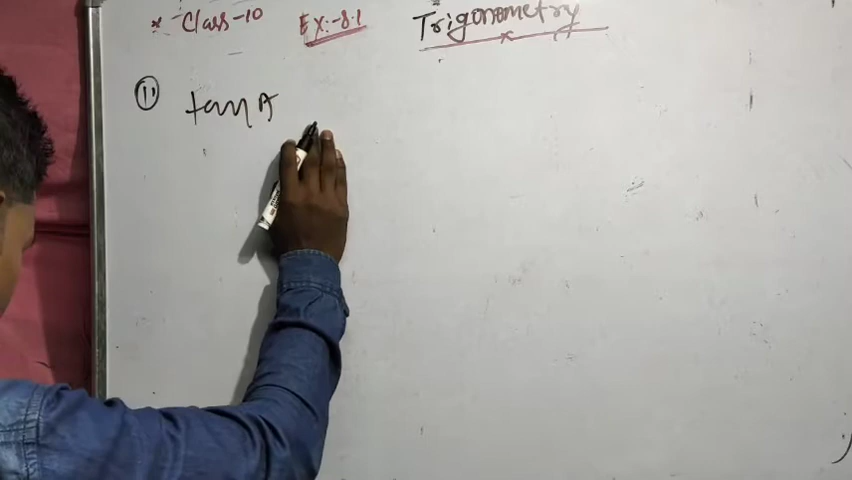 * Class-10 Ex:-8.1 Trigonometry
(1) tan A